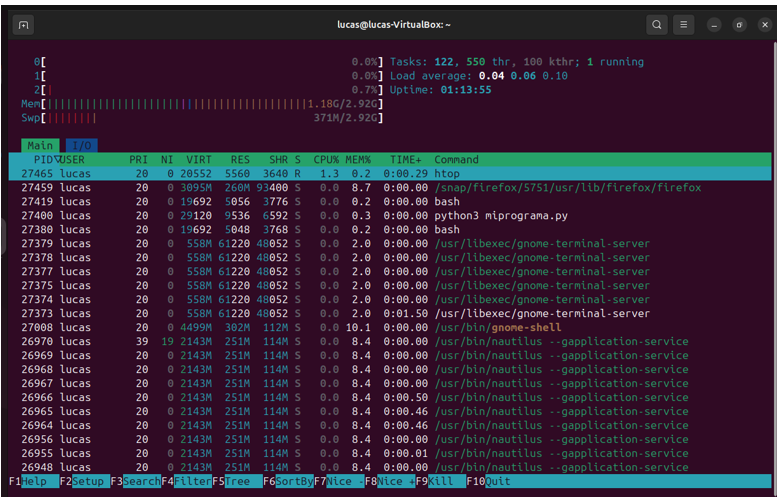 lucas@lucas-VirtualBox: ~
0[ 0.0%] Tasks: 122, 550 thr, 100 kthr; 1 running
1[ 0.0%] Load average: 0.04 0.06 0.10
2[| 0.7%] Uptime: 01:13:55
Mem[||||||||||||||||||||||||||||||||||||||1.18G/2.92G]
Swp[|||||||| 371M/2.92G]
Main I/O
PID▽USER PRI NI VIRT RES SHR S CPU% MEM% TIME+ Command
27465 lucas 20 0 20552 5560 3640 R 1.3 0.2 0:00.29 htop
27459 lucas 20 0 3095M 260M 93400 S 0.0 8.7 0:00.00 /snap/firefox/5751/usr/lib/firefox/firefox
27419 lucas 20 0 19692 5056 3776 S 0.0 0.2 0:00.00 bash
27400 lucas 20 0 29120 9536 6592 S 0.0 0.3 0:00.00 python3 miprograma.py
27380 lucas 20 0 19692 5048 3768 S 0.0 0.2 0:00.00 bash
27379 lucas 20 0 558M 61220 48052 S 0.0 2.0 0:00.00 /usr/libexec/gnome-terminal-server
27378 lucas 20 0 558M 61220 48052 S 0.0 2.0 0:00.00 /usr/libexec/gnome-terminal-server
27377 lucas 20 0 558M 61220 48052 S 0.0 2.0 0:00.00 /usr/libexec/gnome-terminal-server
27375 lucas 20 0 558M 61220 48052 S 0.0 2.0 0:00.00 /usr/libexec/gnome-terminal-server
27374 lucas 20 0 558M 61220 48052 S 0.0 2.0 0:00.00 /usr/libexec/gnome-terminal-server
27373 lucas 20 0 558M 61220 48052 S 0.0 2.0 0:01.50 /usr/libexec/gnome-terminal-server
27008 lucas 20 0 4499M 302M 112M S 0.0 10.1 0:00.00 /usr/bin/gnome-shell
26970 lucas 39 19 2143M 251M 114M S 0.0 8.4 0:00.00 /usr/bin/nautilus --gapplication-service
26969 lucas 20 0 2143M 251M 114M S 0.0 8.4 0:00.00 /usr/bin/nautilus --gapplication-service
26968 lucas 20 0 2143M 251M 114M S 0.0 8.4 0:00.00 /usr/bin/nautilus --gapplication-service
26967 lucas 20 0 2143M 251M 114M S 0.0 8.4 0:00.00 /usr/bin/nautilus --gapplication-service
26966 lucas 20 0 2143M 251M 114M S 0.0 8.4 0:00.50 /usr/bin/nautilus --gapplication-service
26965 lucas 20 0 2143M 251M 114M S 0.0 8.4 0:00.46 /usr/bin/nautilus --gapplication-service
26964 lucas 20 0 2143M 251M 114M S 0.0 8.4 0:00.46 /usr/bin/nautilus --gapplication-service
26956 lucas 20 0 2143M 251M 114M S 0.0 8.4 0:00.00 /usr/bin/nautilus --gapplication-service
26955 lucas 20 0 2143M 251M 114M S 0.0 8.4 0:00.01 /usr/bin/nautilus --gapplication-service
26948 lucas 20 0 2143M 251M 114M S 0.0 8.4 0:00.00 /usr/bin/nautilus --gapplication-service
F1Help F2Setup F3SearchF4FilterF5Tree F6SortByF7Nice -F8Nice +F9Kill F10Quit